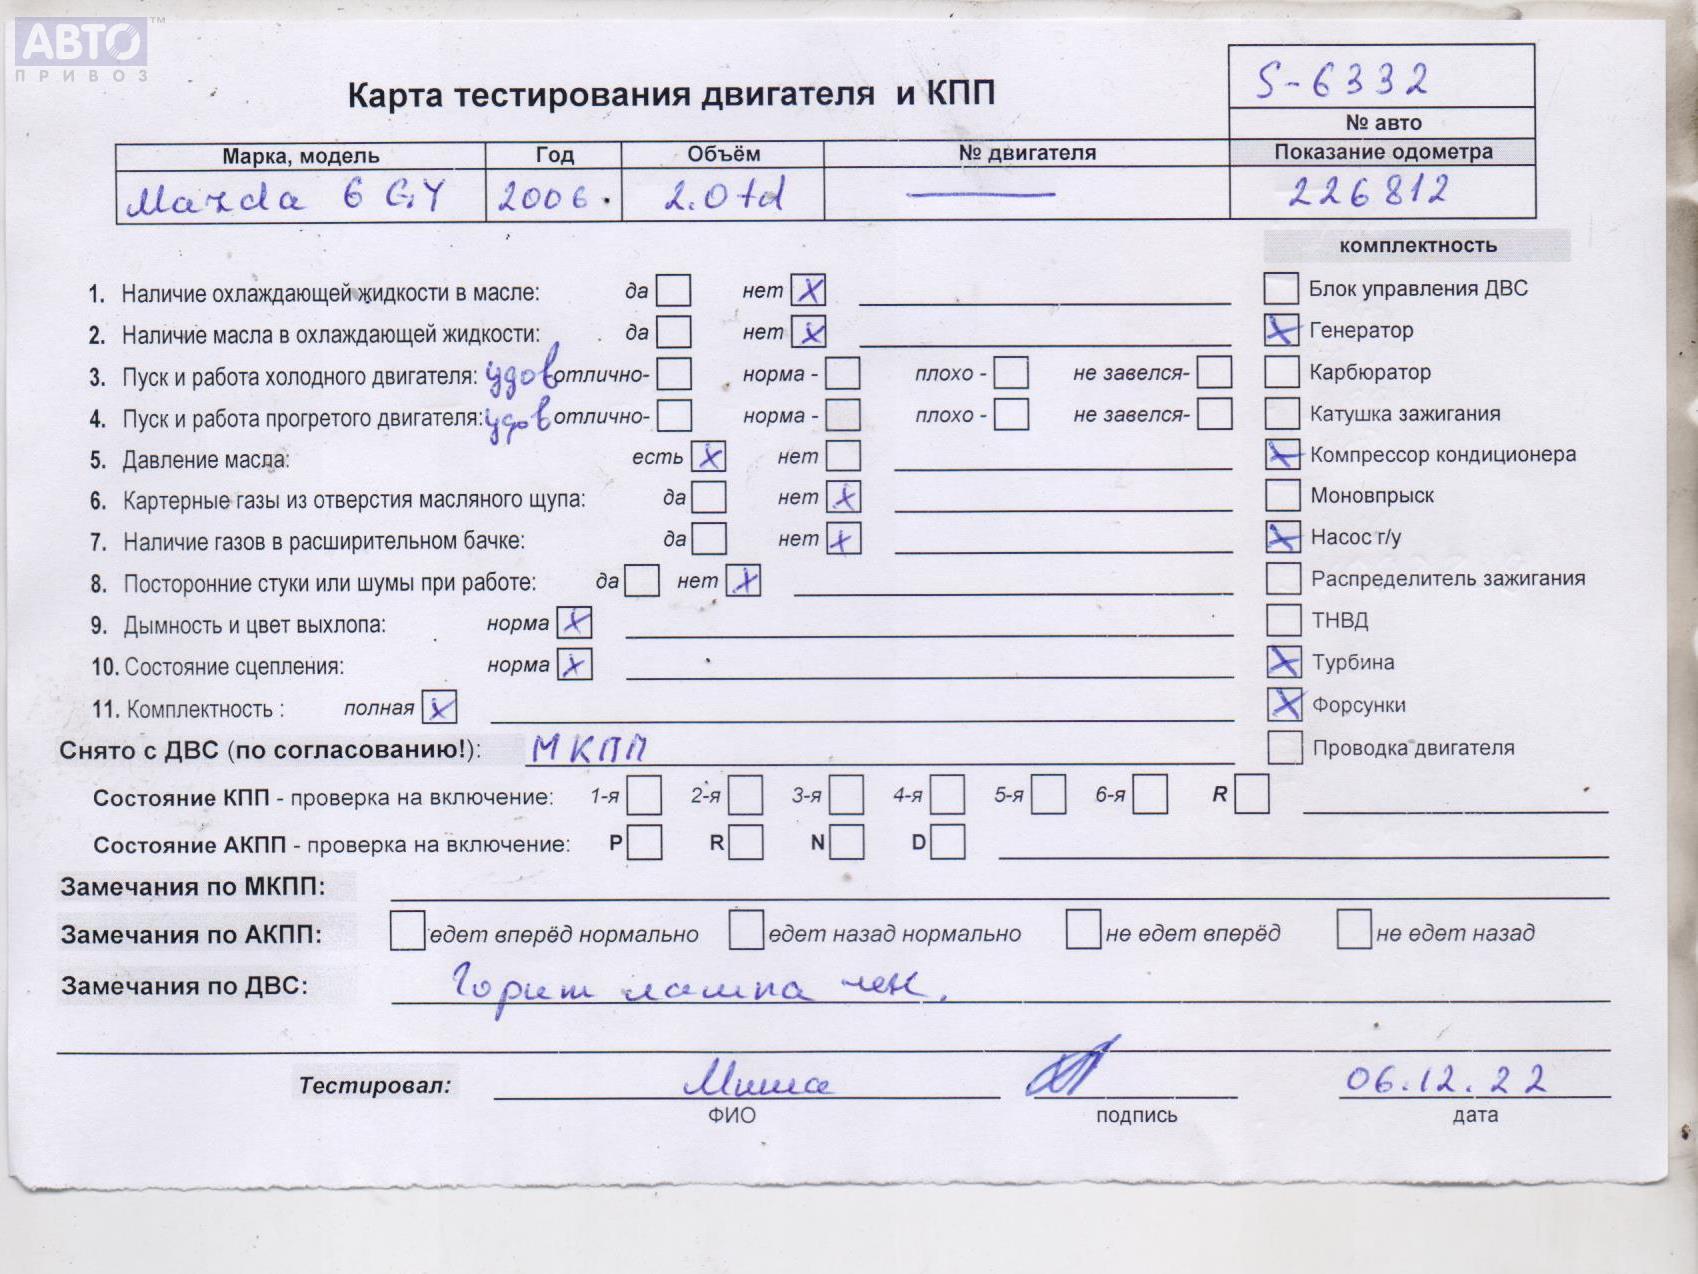 АВТО™
ПРИВОЗ
Карта тестирования двигателя и КПП
S-6332
№ авто
Марка, модель Год Объём № двигателя Показание одометра
Mazda 6 GY 2006. 2.0 td — 226812
комплектность
1. Наличие охлаждающей жидкости в масле: да нет X Блок управления ДВС
2. Наличие масла в охлаждающей жидкости: да нет X X Генератор
3. Пуск и работа холодного двигателя: удов отлично- норма - плохо - не завелся- Карбюратор
4. Пуск и работа прогретого двигателя: удов отлично- норма - плохо - не завелся- Катушка зажигания
5. Давление масла: есть X нет X Компрессор кондиционера
6. Картерные газы из отверстия масляного щупа: да нет X Моновпрыск
7. Наличие газов в расширительном бачке: да нет X X Насос г/у
8. Посторонние стуки или шумы при работе: да нет X Распределитель зажигания
9. Дымность и цвет выхлопа: норма X ТНВД
10. Состояние сцепления: норма X X Турбина
11. Комплектность : полная X X Форсунки
Снято с ДВС (по согласованию!): МКПП Проводка двигателя
Состояние КПП - проверка на включение: 1-я 2-я 3-я 4-я 5-я 6-я R
Состояние АКПП - проверка на включение: P R N D
Замечания по МКПП:
Замечания по АКПП: едет вперёд нормально едет назад нормально не едет вперёд не едет назад
Замечания по ДВС: Горит лампа чек.
Тестировал: Миша 06.12.22
ФИО подпись дата